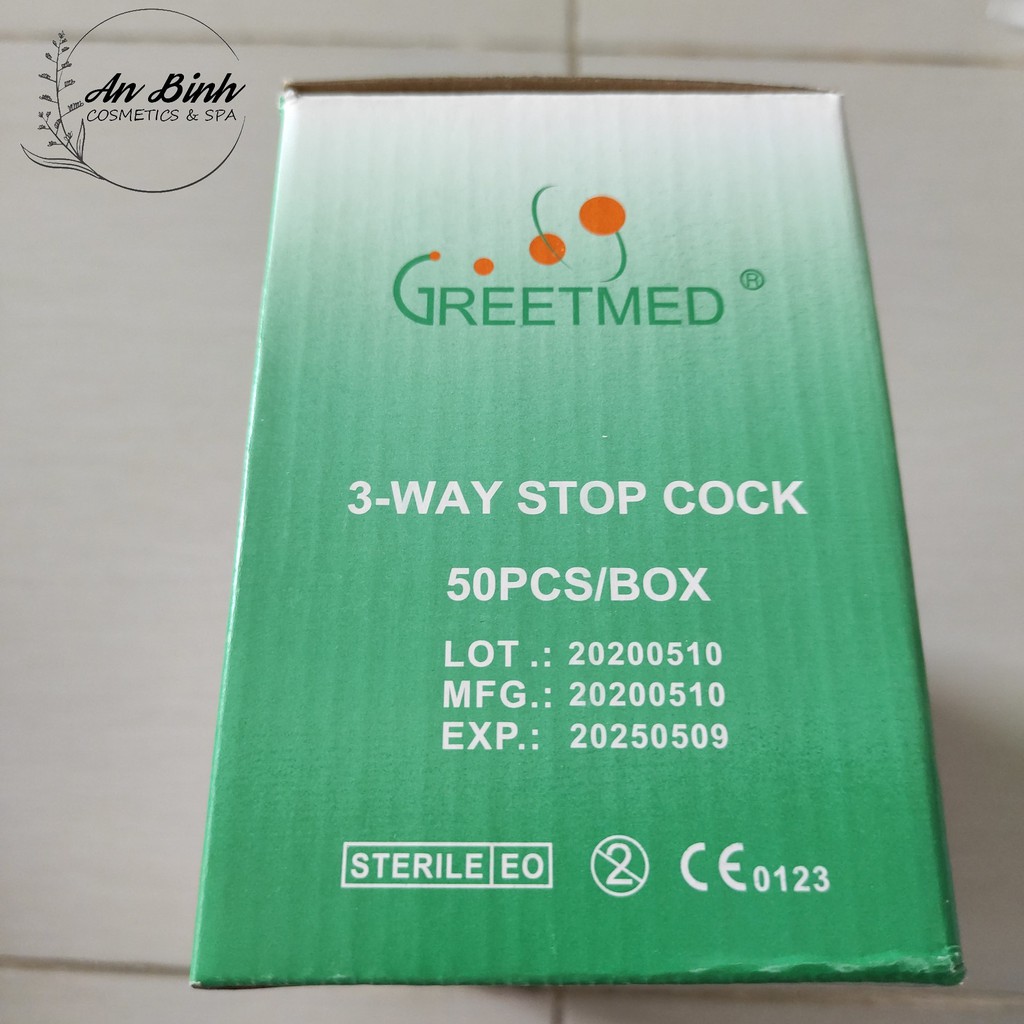 An Binh
COSMETICS & SPA
GREETMED ®
3-WAY STOP COCK
50PCS/BOX
LOT .: 20200510
MFG.: 20200510
EXP.: 20250509
STERILE EO 2 CE 0123